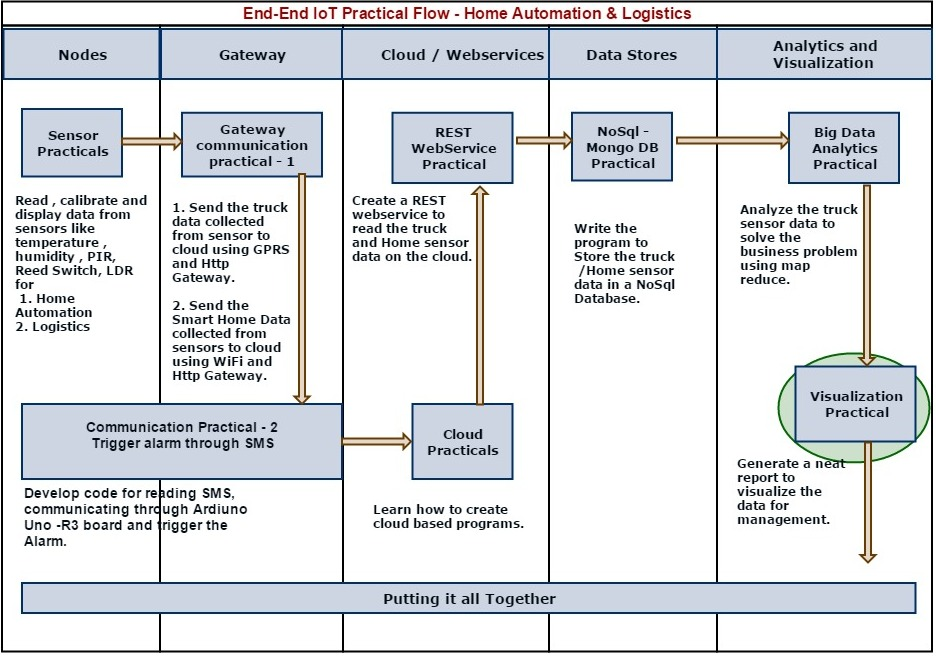 End-End IoT Practical Flow - Home Automation & Logistics
Nodes
Gateway
Cloud / Webservices
Data Stores
Analytics and
Visualization
Sensor
Practicals
Gateway
communication
practical - 1
REST
WebService
Practical
NoSql -
Mongo DB
Practical
Big Data
Analytics
Practical
Read , calibrate and
display data from
sensors like
temperature ,
humidity , PIR,
Reed Switch, LDR
for
1. Home
Automation
2. Logistics
1. Send the truck
data collected
from sensor to
cloud using GPRS
and Http
Gateway.
2. Send the
Smart Home Data
collected from
sensors to cloud
using WiFi and
Http Gateway.
Create a REST
webservice to
read the truck
and Home sensor
data on the cloud.
Write the
program to
Store the truck
/Home sensor
data in a NoSql
Database.
Analyze the truck
sensor data to
solve the
business problem
using map
reduce.
Visualization
Practical
Communication Practical - 2
Trigger alarm through SMS
Cloud
Practicals
Generate a neat
report to
visualize the
data for
management.
Develop code for reading SMS,
communicating through Ardiuno
Uno -R3 board and trigger the
Alarm.
Learn how to create
cloud based programs.
Putting it all Together